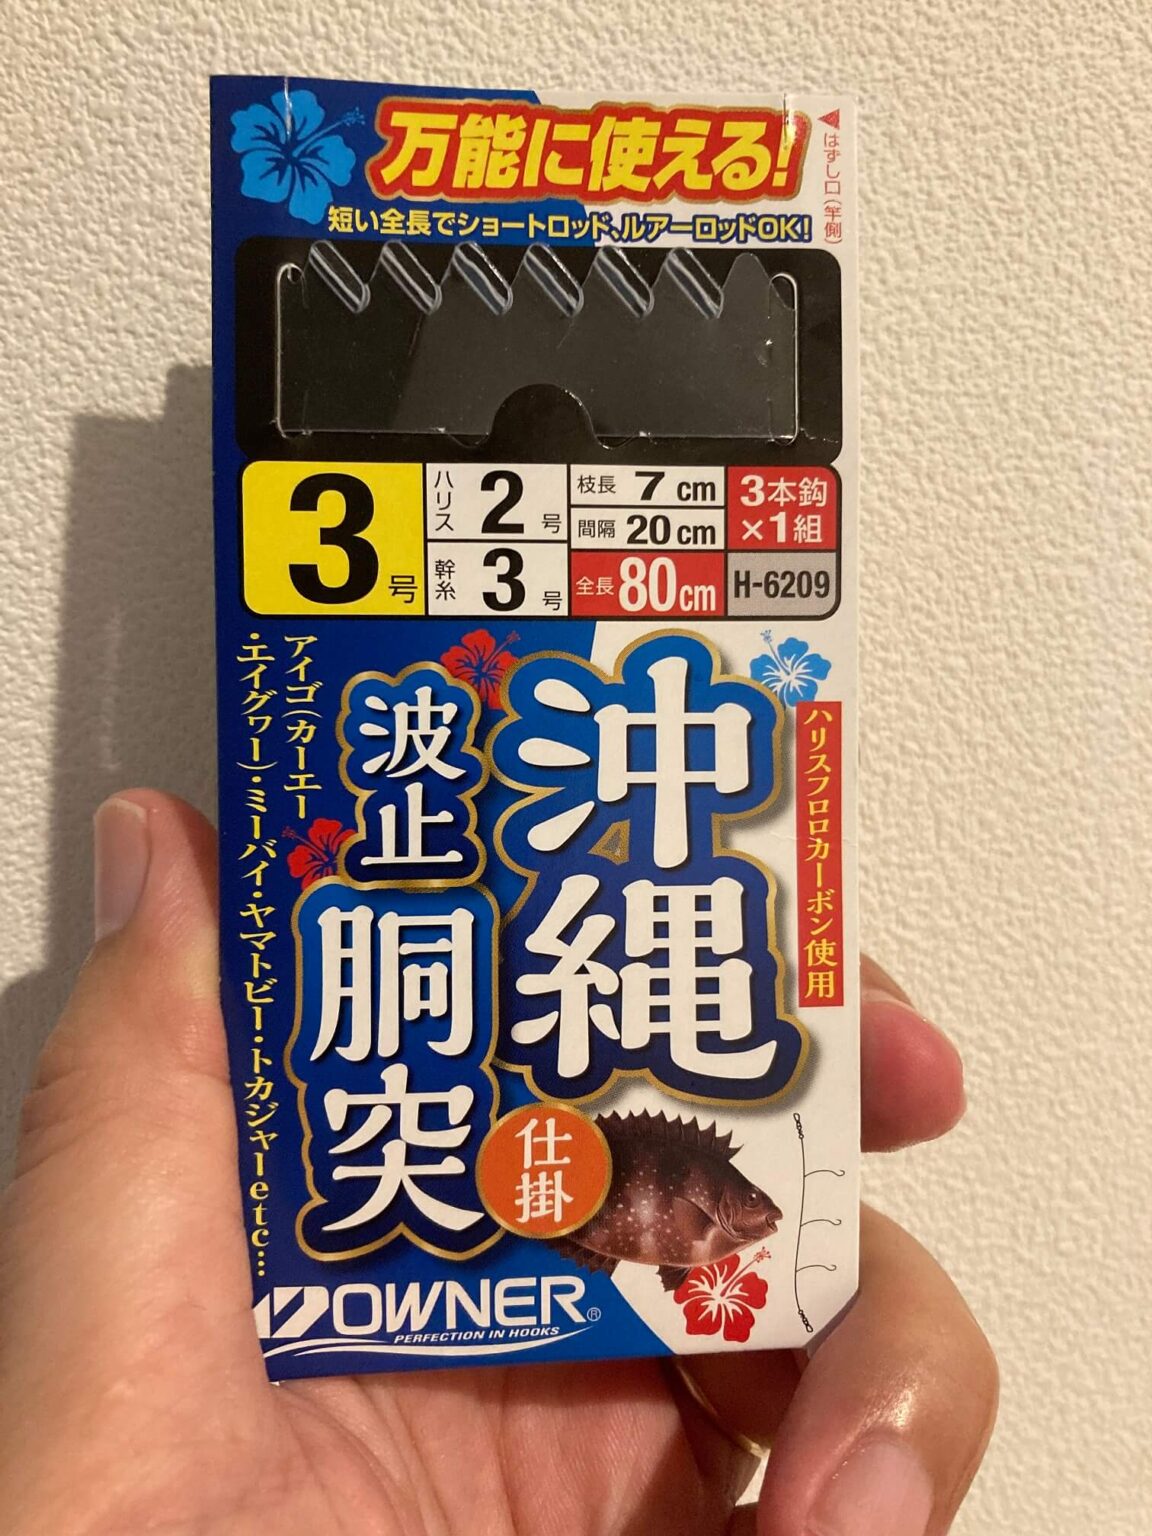 万能に使える!
短い全長でショートロッド、ルアーロッドOK!
はずし口(竿側)
3号
ハリス 2号
幹糸 3号
枝長 7cm
間隔 20cm
全長 80cm
3本鈎
×1組
H-6209
沖縄
波止
胴突
仕掛
ハリスフロロカーボン使用
アイゴ(カーエー
・エイグヮー)・ミーバイ・ヤマトビー・トカジャーetc…
OWNER®
PERFECTION IN HOOKS